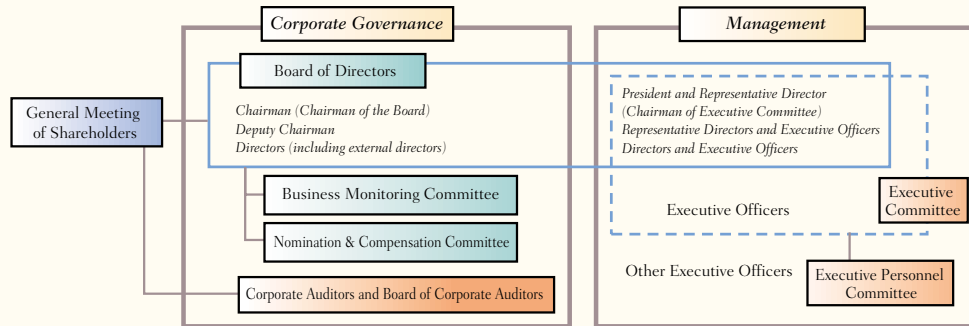 Corporate Governance
Management
Board of Directors
General Meeting
of Shareholders
Chairman (Chairman of the Board)
Deputy Chairman
Directors (including external directors)
President and Representative Director
(Chairman of Executive Committee)
Representative Directors and Executive Officers
Directors and Executive Officers
Business Monitoring Committee
Executive Officers
Executive
Committee
Nomination & Compensation Committee
Other Executive Officers
Executive Personnel
Committee
Corporate Auditors and Board of Corporate Auditors